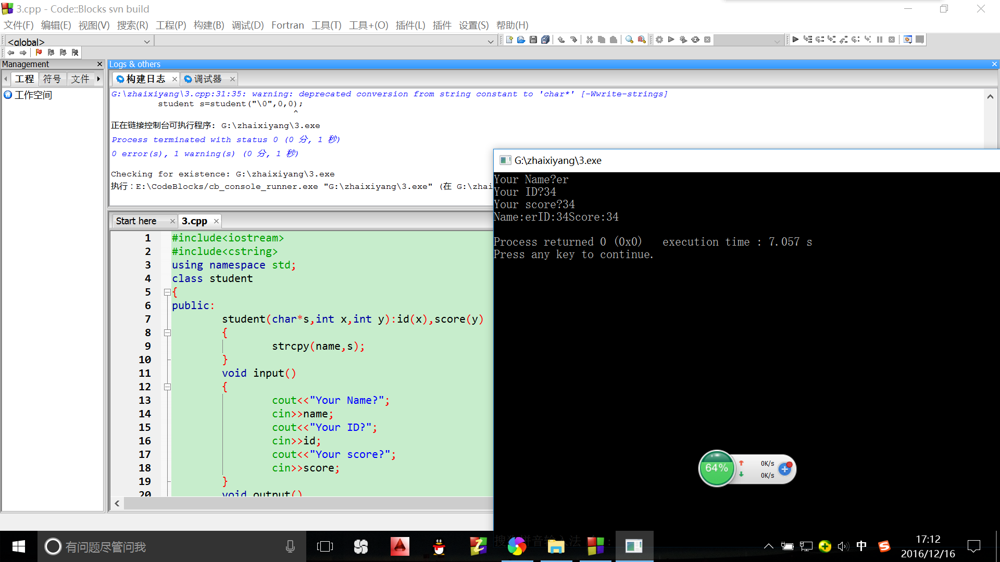 3.cpp - Code::Blocks svn build
文件(F) 编辑(E) 视图(V) 搜索(R) 工程(P) 构建(B) 调试(D) Fortran 工具(T) 工具+(O) 插件(L) 插件 设置(S) 帮助(H)
<global>
Management
Logs & others
工程 符号 文件
构建日志 调试器
工作空间
G:\zhaixiyang\3.cpp:31:35: warning: deprecated conversion from string constant to 'char*' [-Wwrite-strings]
student s=student("\0",0,0);
^
正在链接控制台可执行程序: G:\zhaixiyang\3.exe
Process terminated with status 0 (0 分, 1 秒)
0 error(s), 1 warning(s) (0 分, 1 秒)
Checking for existence: G:\zhaixiyang\3.exe
执行：E:\CodeBlocks/cb_console_runner.exe "G:\zhaixiyang\3.exe" (在 G:\zhai
Start here 3.cpp
1 #include<iostream>
2 #include<cstring>
3 using namespace std;
4 class student
5 {
6 public:
7 student(char*s,int x,int y):id(x),score(y)
8 {
9 strcpy(name,s);
10 }
11 void input()
12 {
13 cout<<"Your Name?";
14 cin>>name;
15 cout<<"Your ID?";
16 cin>>id;
17 cout<<"Your score?";
18 cin>>score;
19 }
20 void output()
G:\zhaixiyang\3.exe
Your Name?er
Your ID?34
Your score?34
Name:erID:34Score:34
Process returned 0 (0x0)   execution time : 7.057 s
Press any key to continue.
64%
0K/s
0K/s
有问题尽管问我
中
17:12
2016/12/16